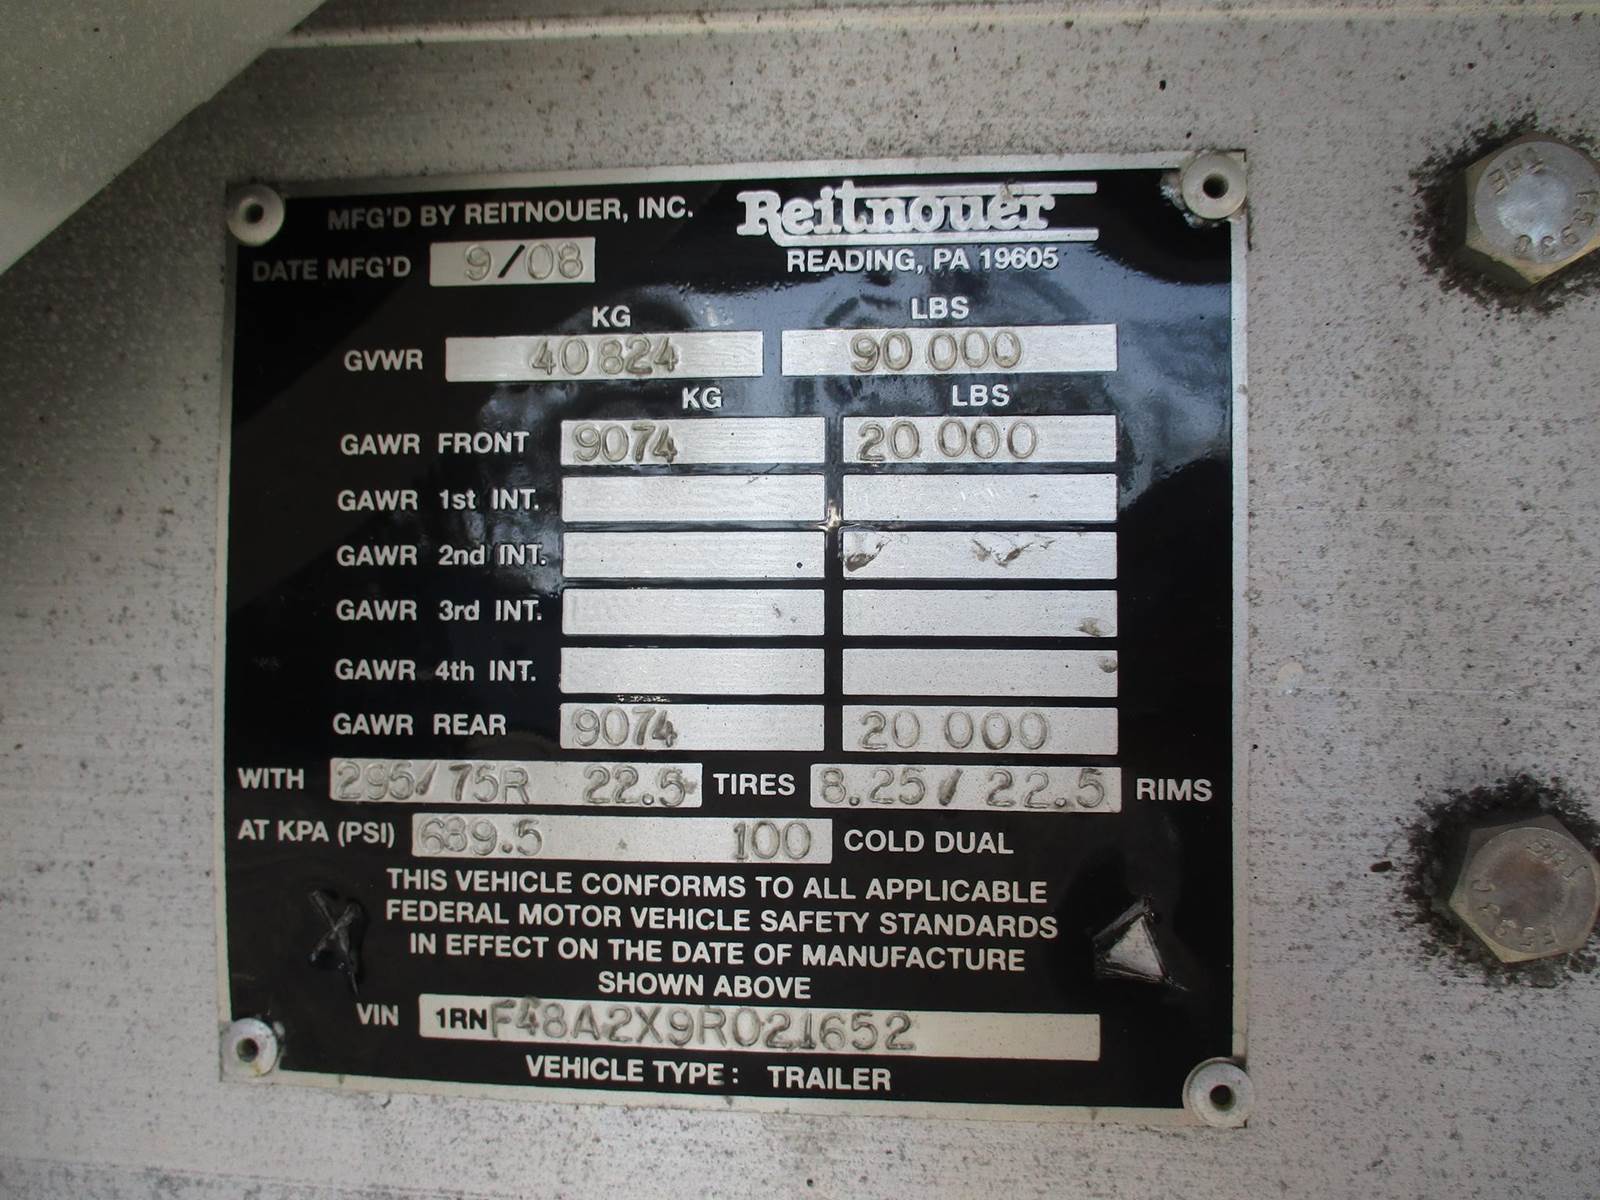 MFG'D BY REITNOUER, INC. Reitnouer
DATE MFG'D 9/08 READING, PA 19605
KG LBS
GVWR 40824 90 000
KG LBS
GAWR FRONT 9074 20 000
GAWR 1st INT.
GAWR 2nd INT.
GAWR 3rd INT.
GAWR 4th INT.
GAWR REAR 9074 20 000
WITH 295/75R 22.5 TIRES 8.25/22.5 RIMS
AT KPA (PSI) 689.5 100 COLD DUAL
THIS VEHICLE CONFORMS TO ALL APPLICABLE
FEDERAL MOTOR VEHICLE SAFETY STANDARDS
IN EFFECT ON THE DATE OF MANUFACTURE
SHOWN ABOVE
VIN 1RNF48A2X9R021652
VEHICLE TYPE: TRAILER